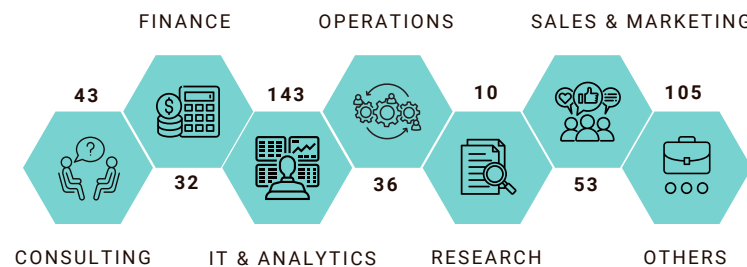 FINANCE OPERATIONS SALES & MARKETING
43 143 10 105
$
?
32 36 53
CONSULTING IT & ANALYTICS RESEARCH OTHERS